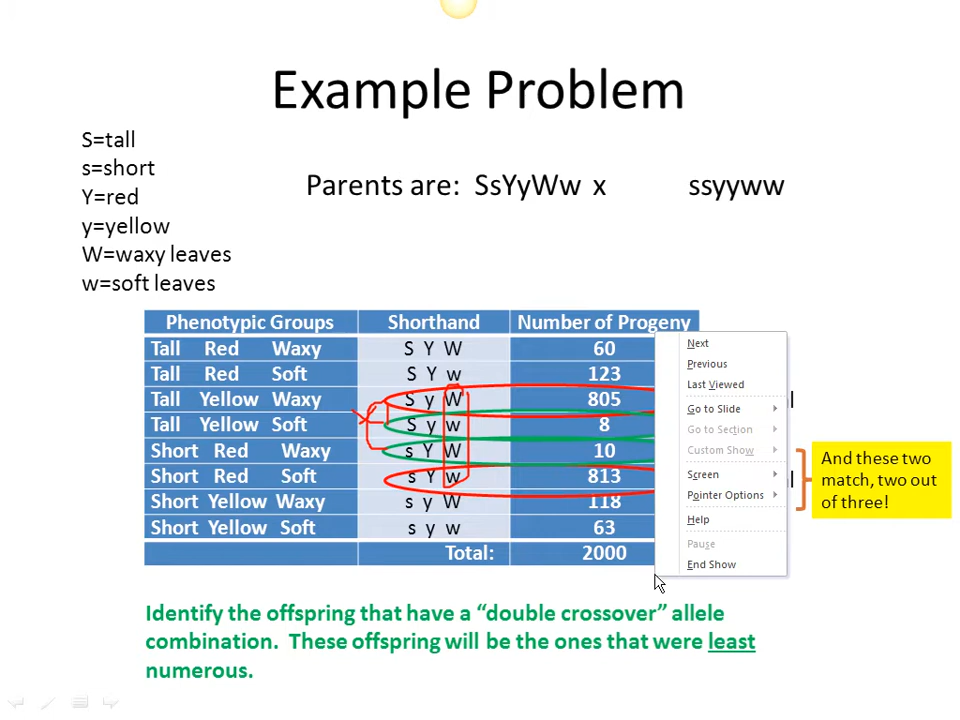 Example Problem
S=tall
s=short
Y=red
y=yellow
W=waxy leaves
w=soft leaves
Parents are: SsYyWw x ssyyww
Phenotypic Groups Shorthand Number of Progeny
Tall Red Waxy S Y W 60
Tall Red Soft S Y w 123
Tall Yellow Waxy S y W 805
Tall Yellow Soft S y w 8
Short Red Waxy s Y W 10
Short Red Soft s Y w 813
Short Yellow Waxy s y W 118
Short Yellow Soft s y w 63
Total: 2000
Next
Previous
Last Viewed
Go to Slide
Go to Section
Custom Show
Screen
Pointer Options
Help
Pause
End Show
And these two
match, two out
of three!
Identify the offspring that have a “double crossover” allele
combination. These offspring will be the ones that were least
numerous.